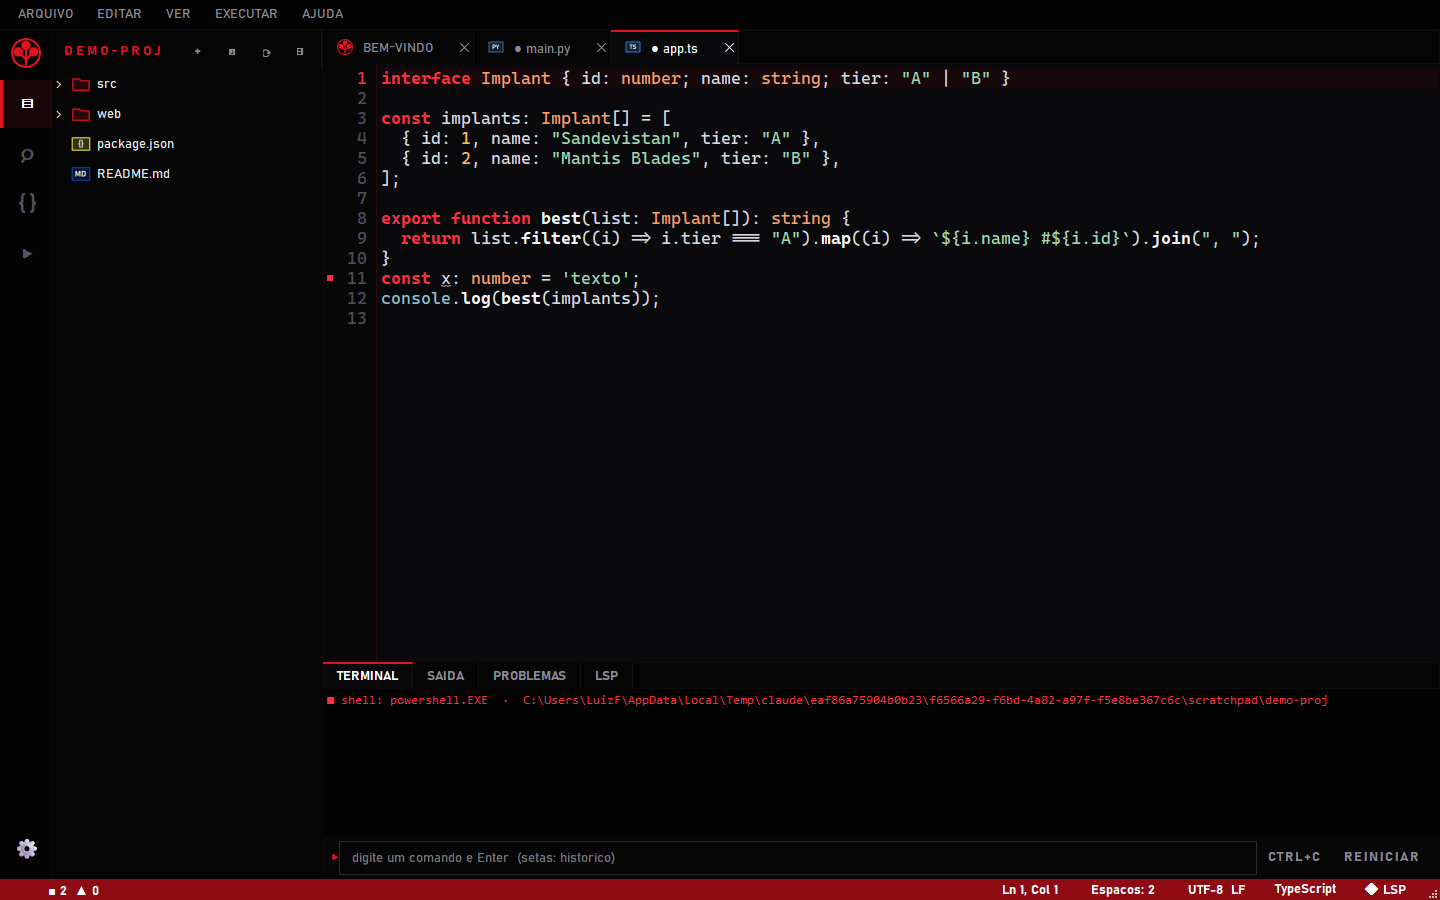 ARQUIVO EDITAR VER EXECUTAR AJUDA
DEMO-PROJ
BEM-VINDO
PY ● main.py
TS ● app.ts
src
web
{} package.json
MD README.md
1 interface Implant { id: number; name: string; tier: "A" | "B" }
2
3 const implants: Implant[] = [
4 { id: 1, name: "Sandevistan", tier: "A" },
5 { id: 2, name: "Mantis Blades", tier: "B" },
6 ];
7
8 export function best(list: Implant[]): string {
9 return list.filter((i) => i.tier === "A").map((i) => `${i.name} #${i.id}`).join(", ");
10 }
11 const x: number = 'texto';
12 console.log(best(implants));
13
TERMINAL SAIDA PROBLEMAS LSP
■ shell: powershell.EXE · C:\Users\LuizF\AppData\Local\Temp\claude\eaf86a75904b0b23\f6566a29-f6bd-4a82-a97f-f5e8be367c6c\scratchpad\demo-proj
digite um comando e Enter (setas: historico)
CTRL+C REINICIAR
■ 2 ▲ 0
Ln 1, Col 1 Espacos: 2 UTF-8 LF TypeScript ◆ LSP